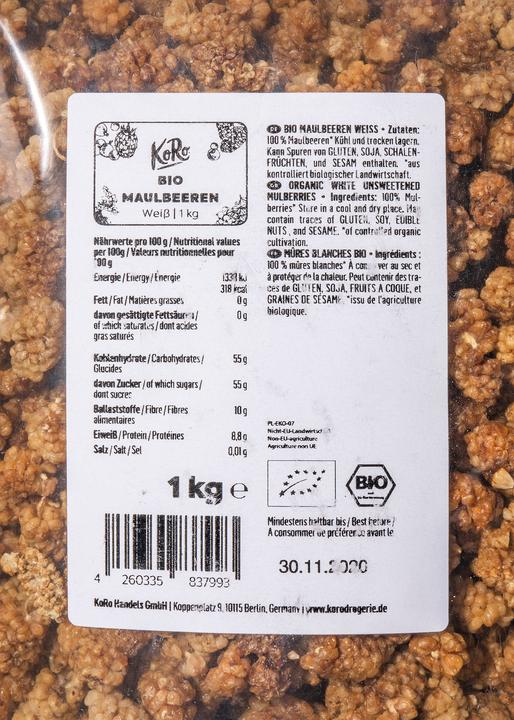 KoRo
BIO
MAULBEEREN
Weiß | 1 kg
Nährwerte pro 100 g / Nutritional values
per 100g / Valeurs nutritionnelles pour
100 g
Energie / Energy / Énergie 1331 kJ
318 kcal
Fett / Fat / Matières grasses 0 g
davon gesättigte Fettsäuren / 0 g
of which saturates / dont acides
gras saturés
Kohlenhydrate / Carbohydrates / 55 g
Glucides
davon Zucker / of which sugars / 55 g
dont sucres
Ballaststoffe / Fibre / Fibres 10 g
alimentaires
Eiweiß / Protein / Protéines 8,8 g
Salz / Salt / Sel 0,01 g
1 kg e
4 260335 837993
DE BIO MAULBEEREN WEISS • Zutaten:
100 % Maulbeeren* Kühl und trocken lagern.
Kann Spuren von GLUTEN, SOJA, SCHALEN-
FRÜCHTEN, und SESAM enthalten. *aus
kontrolliert biologischer Landwirtschaft.
ORGANIC WHITE UNSWEETENED
MULBERRIES • Ingredients: 100% Mul-
berries* Store in a cool and dry place. May
contain traces of GLUTEN, SOY, EDIBLE
NUTS, and SESAME. *of controlled organic
cultivation.
MÛRES BLANCHES BIO • Ingrédients :
100 % mûres blanches* À conserver au sec et
à protéger de la chaleur. Peut contenir des tra-
ces de GLUTEN, SOJA, FRUITS A COQUE, et
GRAINES DE SÉSAME. *issu de l'agriculture
biologique.
PL-EKO-07
Nicht-EU-Landwirtschaft
Non-EU-agriculture
Agriculture non UE
BIO
Mindestens haltbar bis / Best before /
A consommer de préférence avant le
30.11.2020
KoRo Handels GmbH | Koppenplatz 9, 10115 Berlin, Germany | www.korodrogerie.de